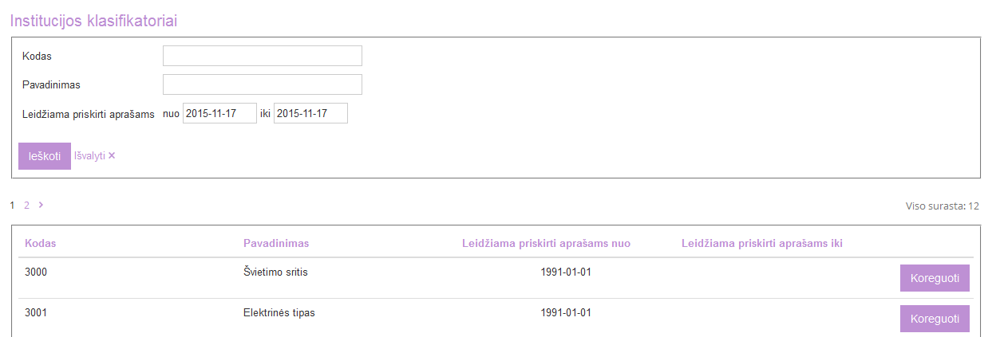 Institucijos klasifikatoriai
Kodas
Pavadinimas
Leidžiama priskirti aprašams nuo 2015-11-17 iki 2015-11-17
Ieškoti Išvalyti ×
1 2 > Viso surasta: 12
Kodas Pavadinimas Leidžiama priskirti aprašams nuo Leidžiama priskirti aprašams iki
3000 Švietimo sritis 1991-01-01 Koreguoti
3001 Elektrinės tipas 1991-01-01 Koreguoti